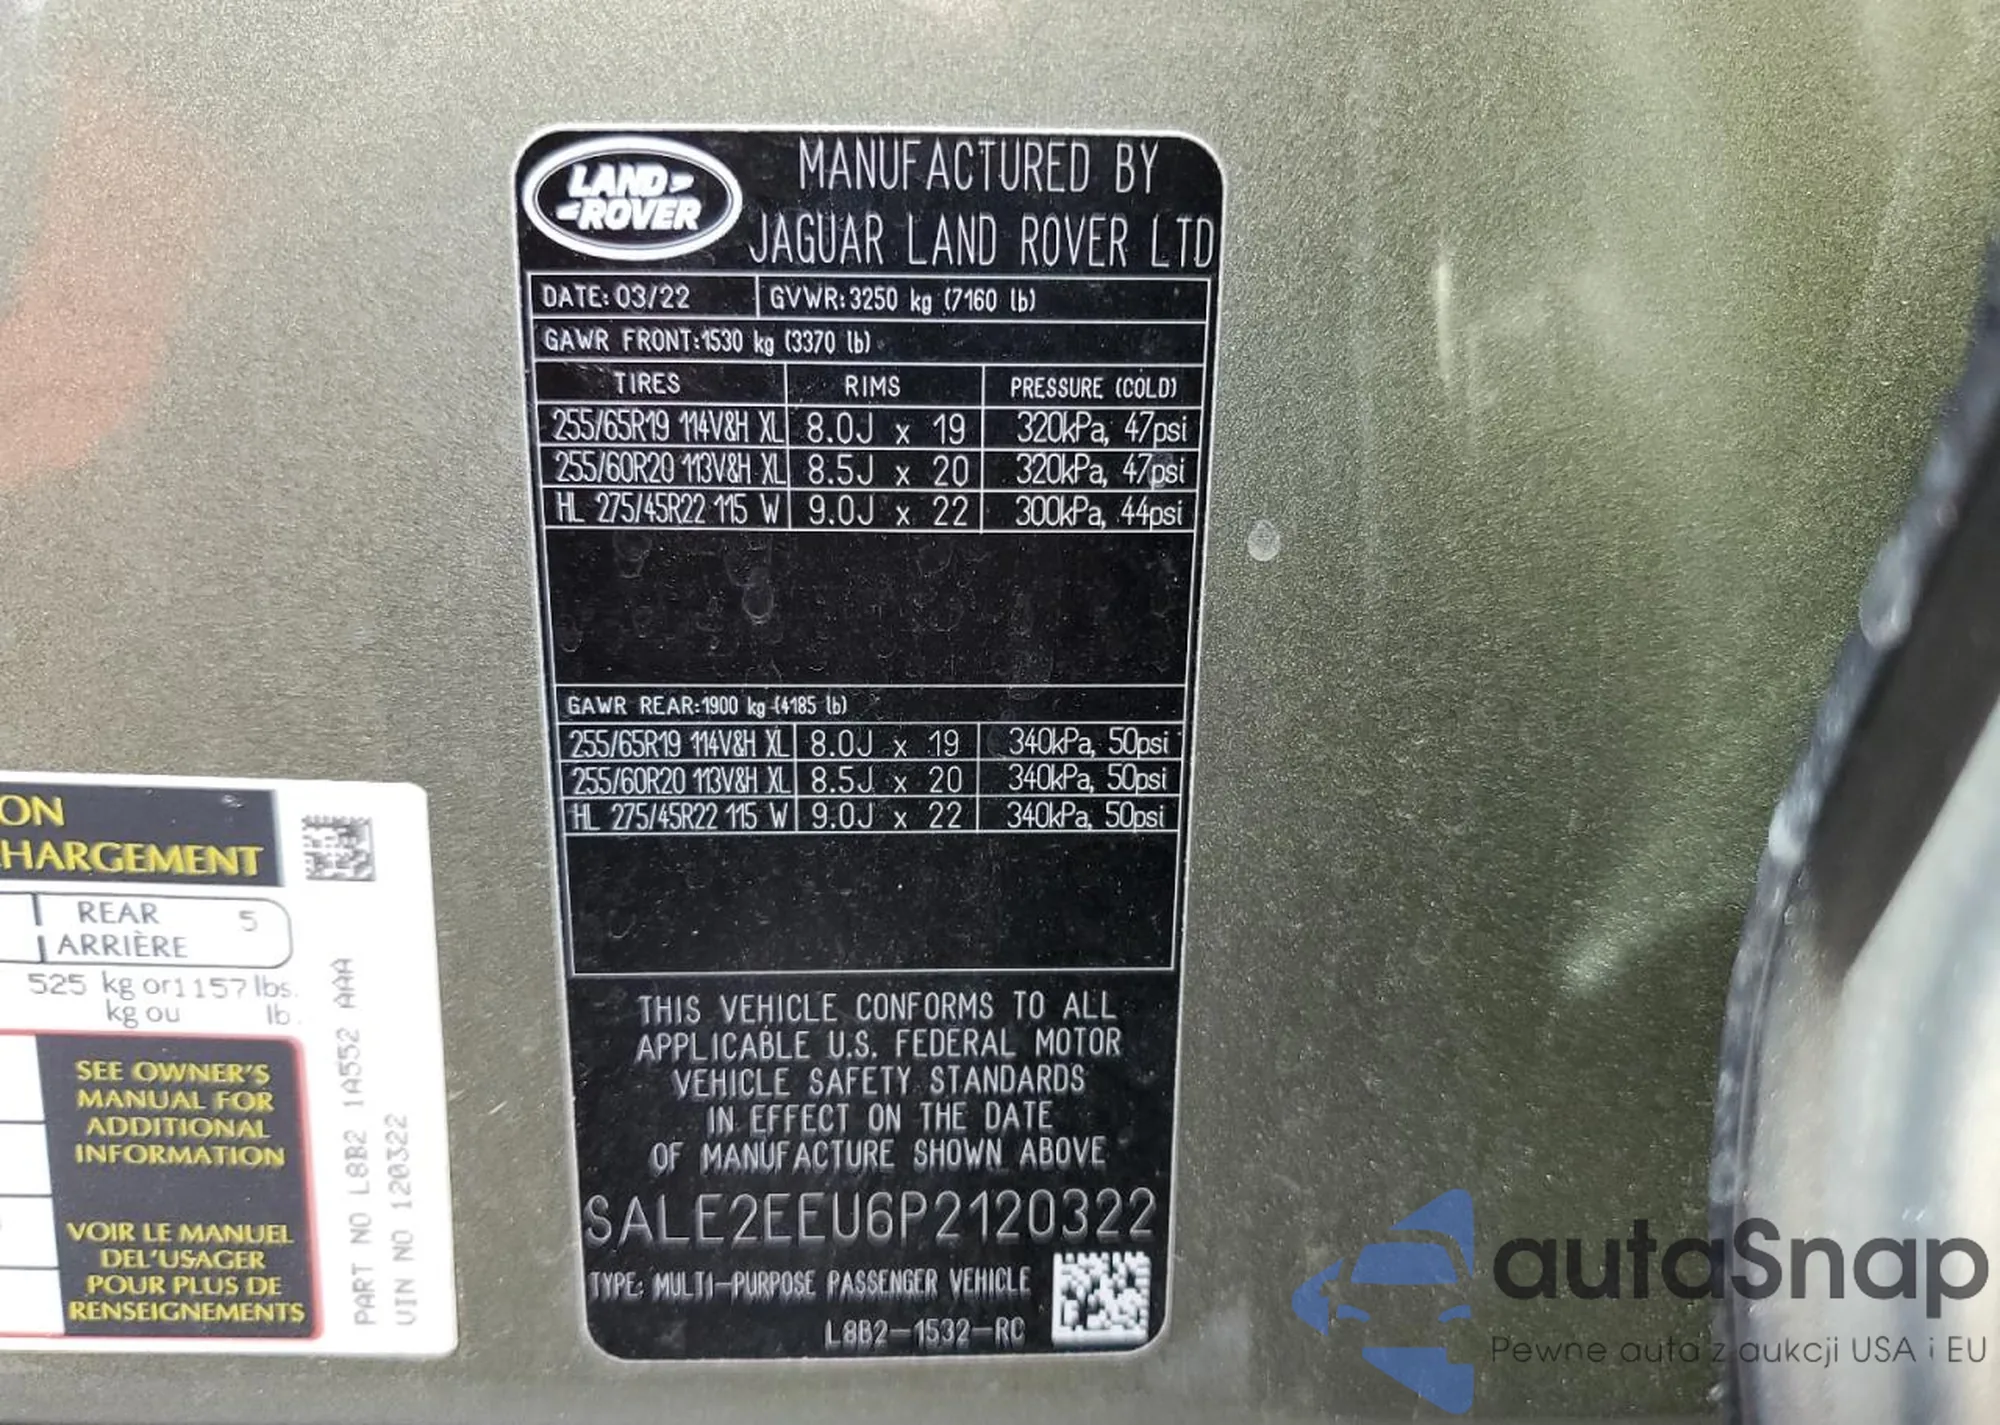 LAND ROVER
MANUFACTURED BY
JAGUAR LAND ROVER LTD
DATE: 03/22 GVWR: 3250 kg (7160 lb)
GAWR FRONT: 1530 kg (3370 lb)
TIRES RIMS PRESSURE (COLD)
255/65R19 114V&H XL 8.0J x 19 320kPa, 47psi
255/60R20 113V&H XL 8.5J x 20 320kPa, 47psi
HL 275/45R22 115 W 9.0J x 22 300kPa, 44psi
GAWR REAR: 1900 kg (4185 lb)
255/65R19 114V&H XL 8.0J x 19 340kPa, 50psi
255/60R20 113V&H XL 8.5J x 20 340kPa, 50psi
HL 275/45R22 115 W 9.0J x 22 340kPa, 50psi
THIS VEHICLE CONFORMS TO ALL
APPLICABLE U.S. FEDERAL MOTOR
VEHICLE SAFETY STANDARDS
IN EFFECT ON THE DATE
OF MANUFACTURE SHOWN ABOVE
SALE2EEU6P2120322
TYPE: MULTI-PURPOSE PASSENGER VEHICLE
L8B2-1532-RC
ON
HARGEMENT
REAR 5
ARRIÈRE
525 kg or 1157 lbs.
kg ou lb.
SEE OWNER'S
MANUAL FOR
ADDITIONAL
INFORMATION
VOIR LE MANUEL
DEL'USAGER
POUR PLUS DE
RENSEIGNEMENTS
PART NO L8B2 1A552 AAA
VIN NO 120322
autaSnap
Pewne auta z aukcji USA i EU